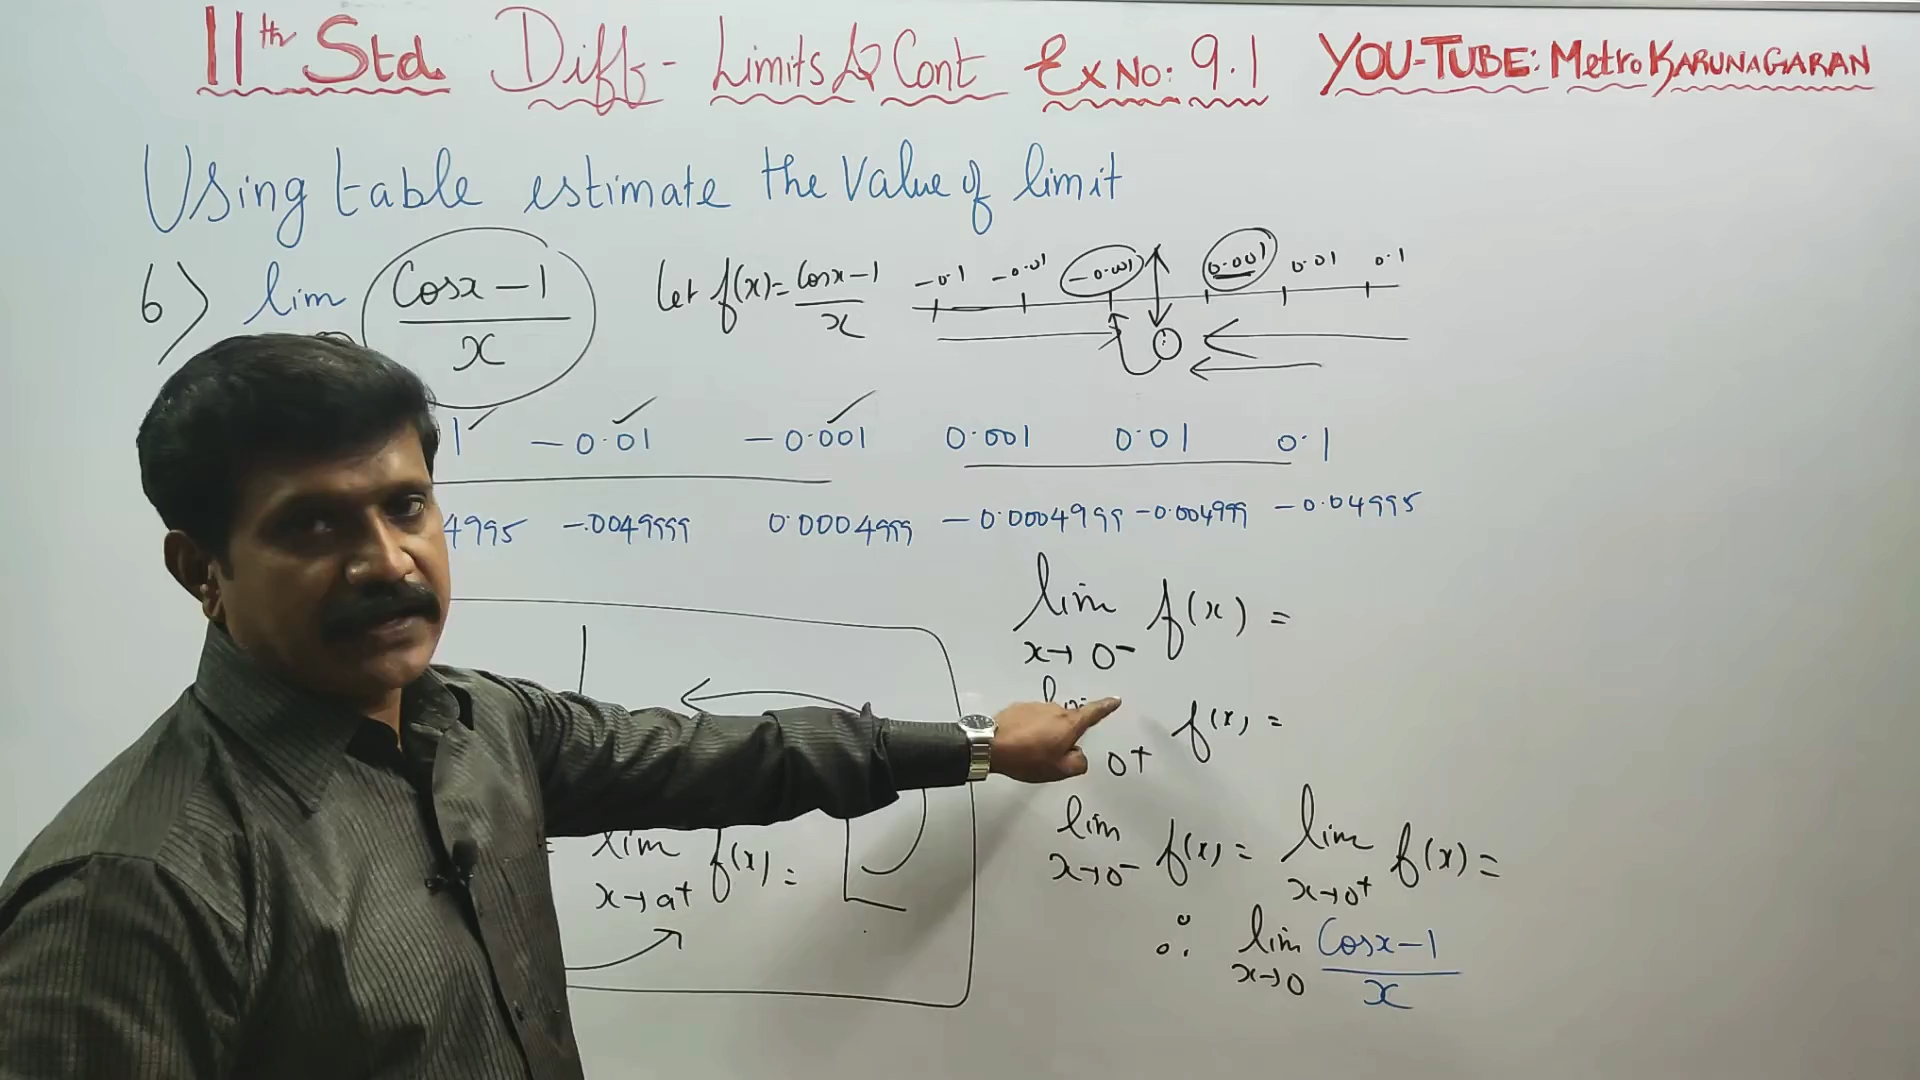 11th Std. Diff - Limits & Cont Ex No: 9.1 YOU-TUBE: Metro KARUNAGARAN
Using table estimate the Value of limit
6) lim Cosx - 1 / x Let f(x) = cosx - 1 / x
-0.1 -0.01 -0.001 0.001 0.01 0.1
1 -0.01 -0.001 0.001 0.01 0.1
4995 -.0049999 0.0004999 -0.0004999 -0.004999 -0.04995
lim x→0- f(x) =
0+ f(x) =
lim x→a+ f(x) =
lim x→0- f(x) = lim x→0+ f(x) =
∴ lim x→0 Cosx - 1 / x